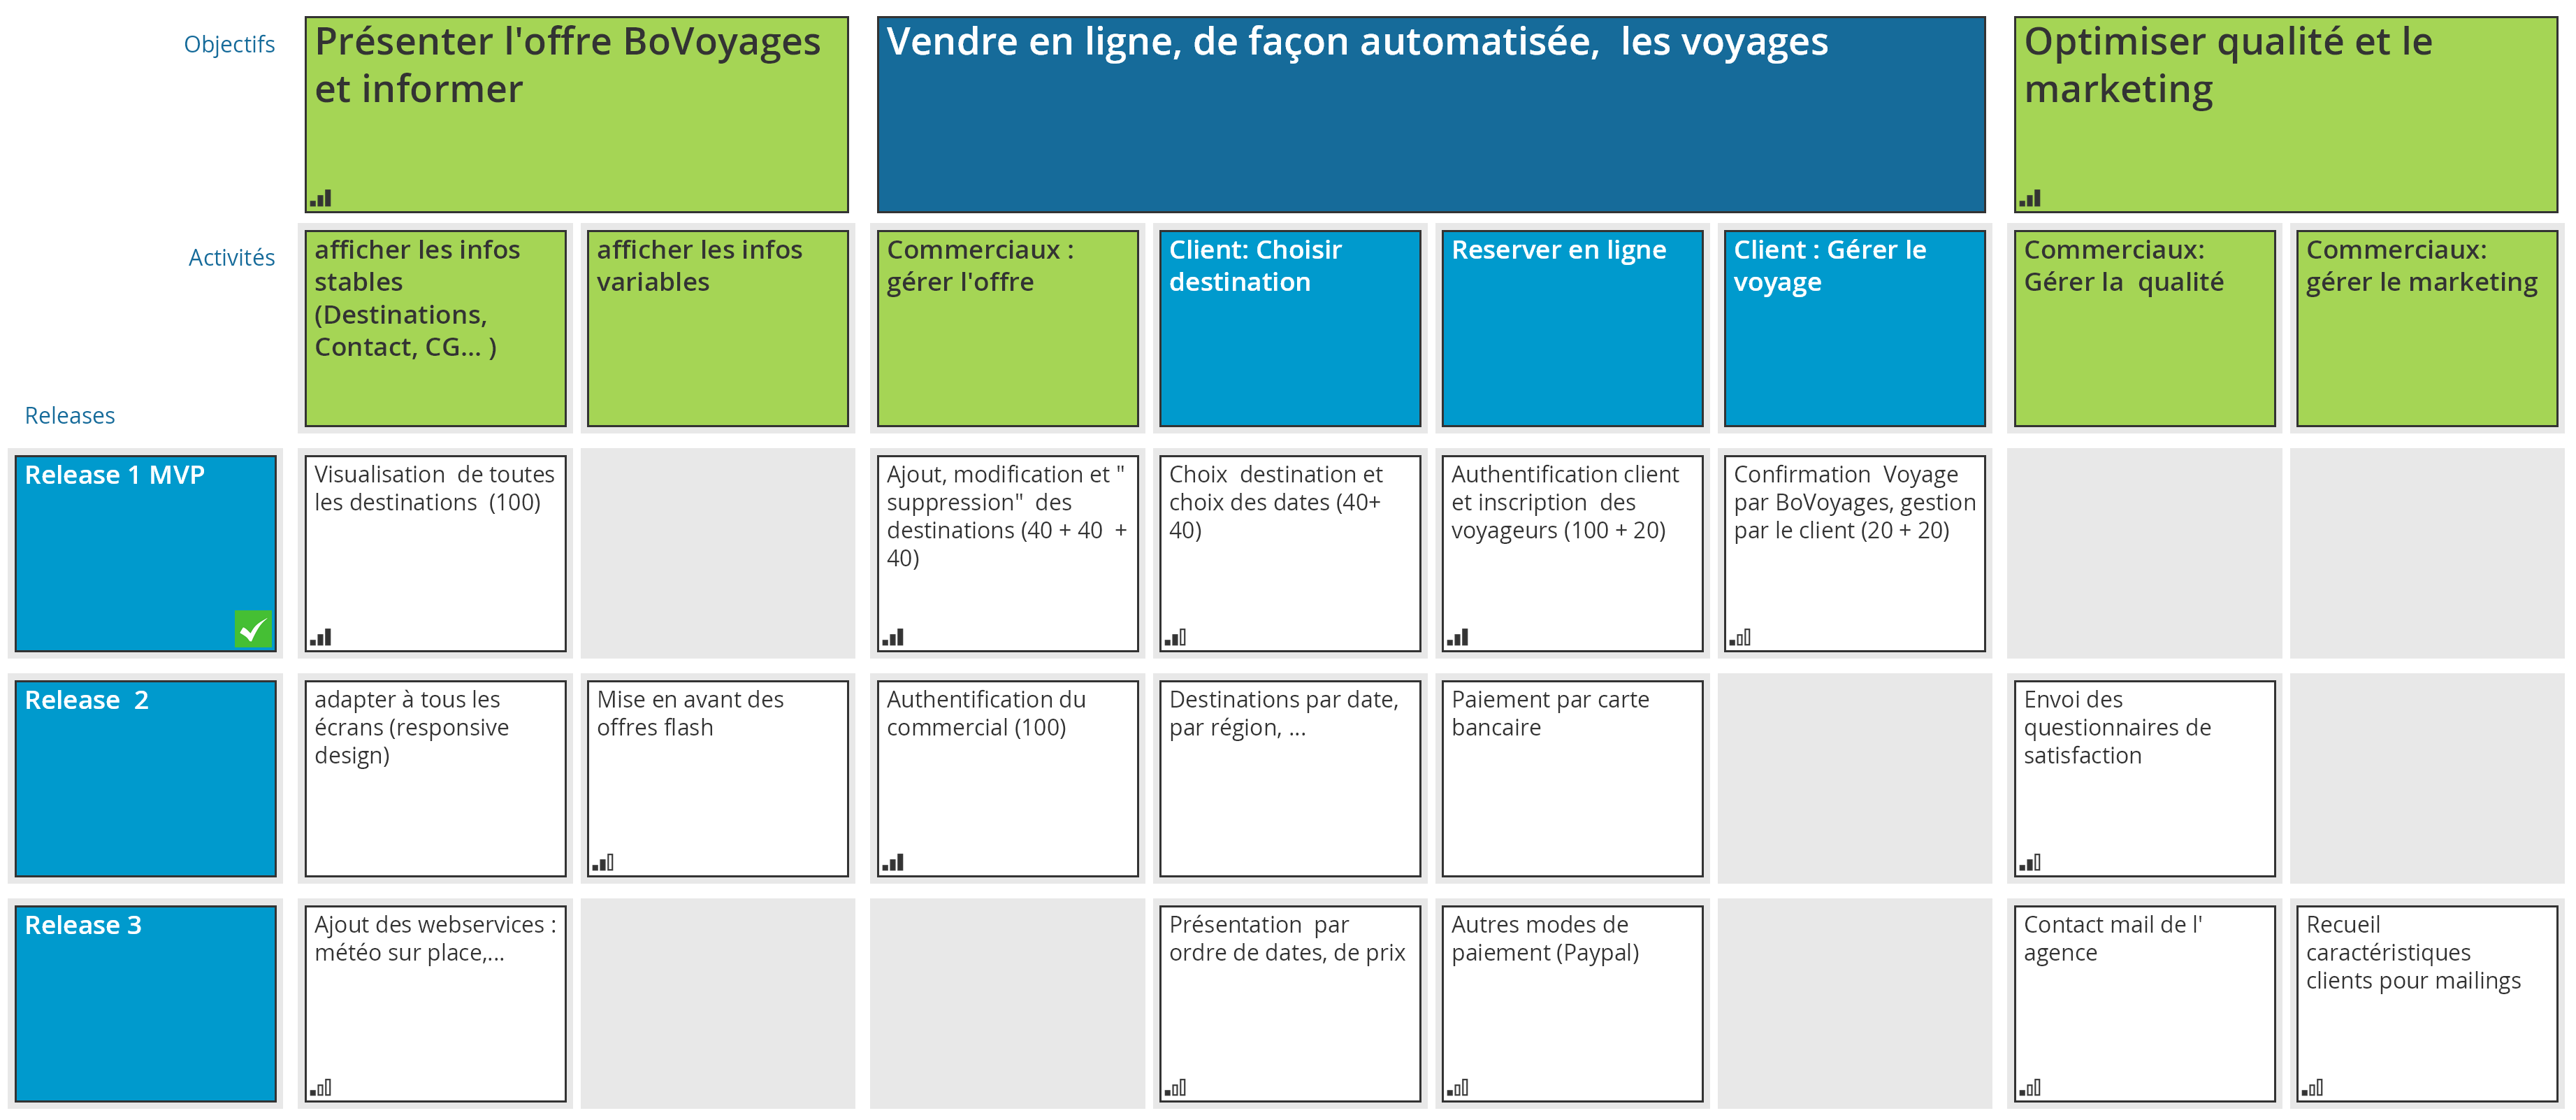 Objectifs
Présenter l'offre BoVoyages
et informer
Vendre en ligne, de façon automatisée,  les voyages
Optimiser qualité et le
marketing
Activités
afficher les infos
stables
(Destinations,
Contact, CG... )
afficher les infos
variables
Commerciaux :
gérer l'offre
Client: Choisir
destination
Reserver en ligne
Client : Gérer le
voyage
Commerciaux:
Gérer la  qualité
Commerciaux:
gérer le marketing
Releases
Release 1 MVP
Visualisation  de toutes
les destinations  (100)
Ajout, modification et "
suppression"  des
destinations (40 + 40  +
40)
Choix  destination et
choix des dates (40+
40)
Authentification client
et inscription  des
voyageurs (100 + 20)
Confirmation  Voyage
par BoVoyages, gestion
par le client (20 + 20)
Release  2
adapter à tous les
écrans (responsive
design)
Mise en avant des
offres flash
Authentification du
commercial (100)
Destinations par date,
par région, ...
Paiement par carte
bancaire
Envoi des
questionnaires de
satisfaction
Release 3
Ajout des webservices :
météo sur place,...
Présentation  par
ordre de dates, de prix
Autres modes de
paiement (Paypal)
Contact mail de l'
agence
Recueil
caractéristiques
clients pour mailings